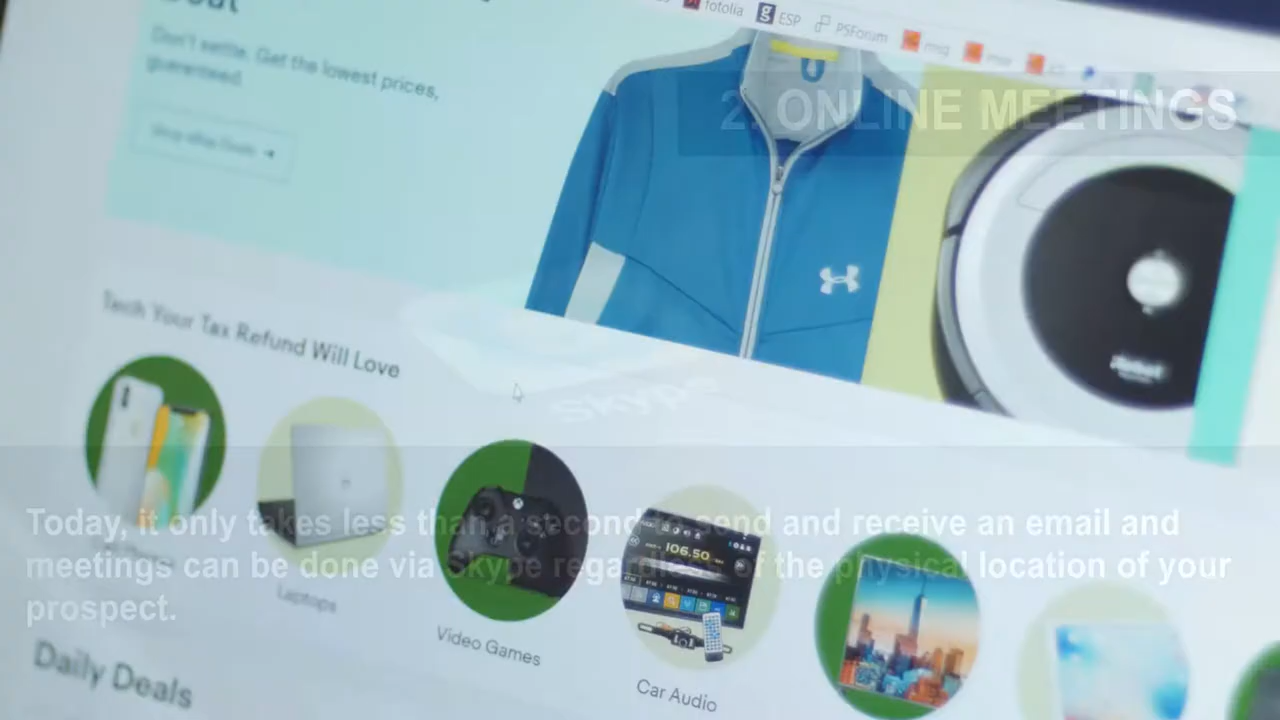 fotolia
ESP
PSForum
Don't settle. Get the lowest prices,
guaranteed.
2. ONLINE MEETINGS
Tech Your Tax Refund Will Love
Skype
106.50
Today, it only takes less than a second to send and receive an email and
meetings can be done via skype regardless of the physical location of your
prospect.
Laptops
Video Games
Car Audio
Daily Deals